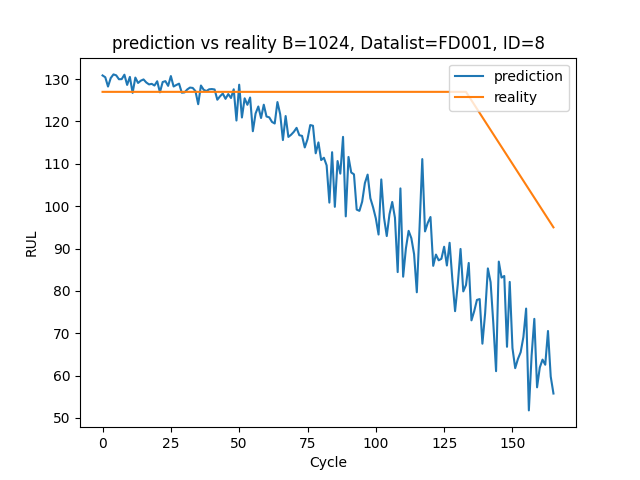 prediction vs reality B=1024, Datalist=FD001, ID=8
prediction
reality
130
120
110
100
90
80
70
60
50
RUL
0 25 50 75 100 125 150
Cycle